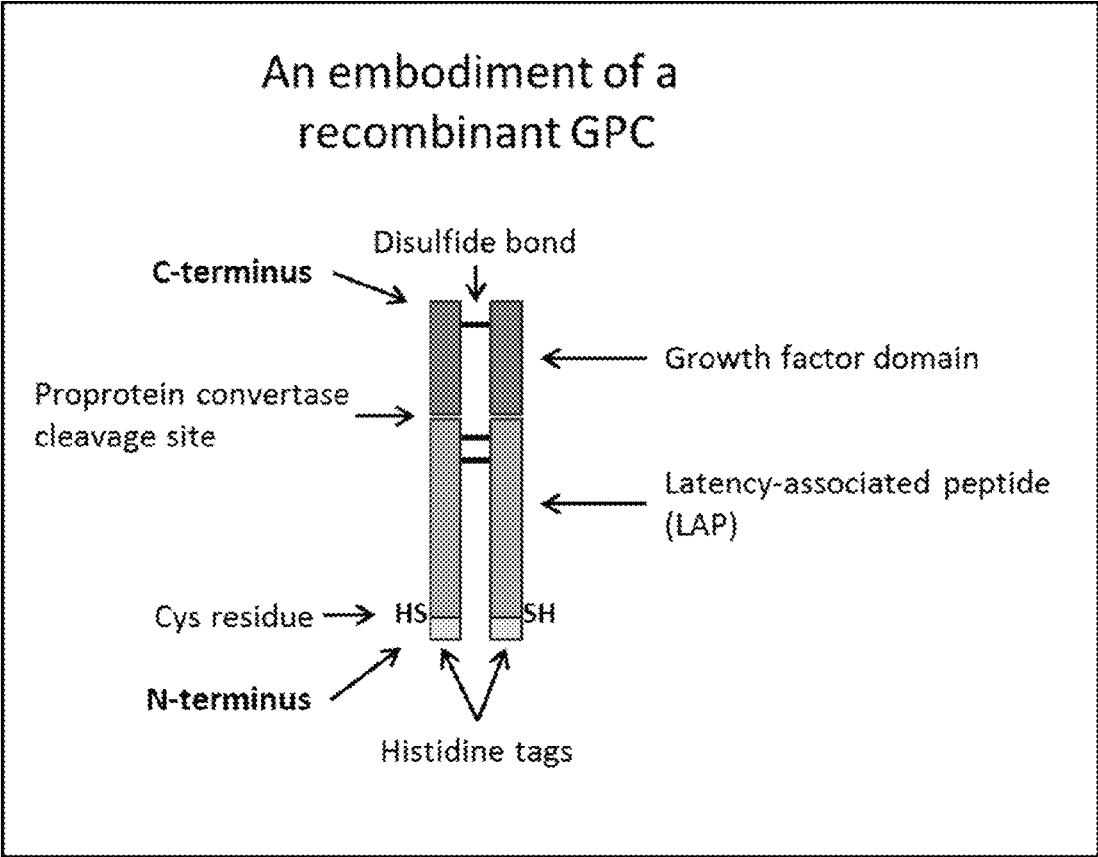 An embodiment of a
recombinant GPC
Disulfide bond
C-terminus
Growth factor domain
Proprotein convertase
cleavage site
Latency-associated peptide
(LAP)
Cys residue
HS
SH
N-terminus
Histidine tags